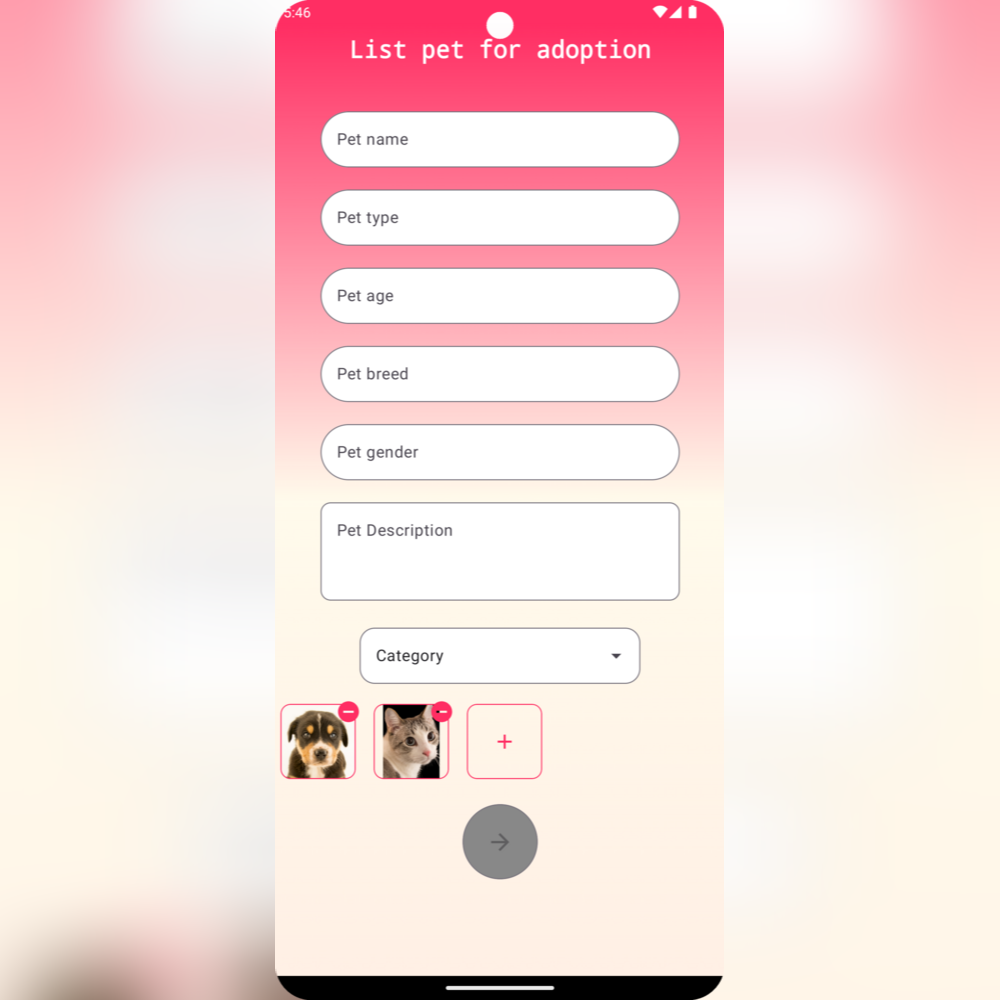 5:46
List pet for adoption
Pet name
Pet type
Pet age
Pet breed
Pet gender
Pet Description
Category